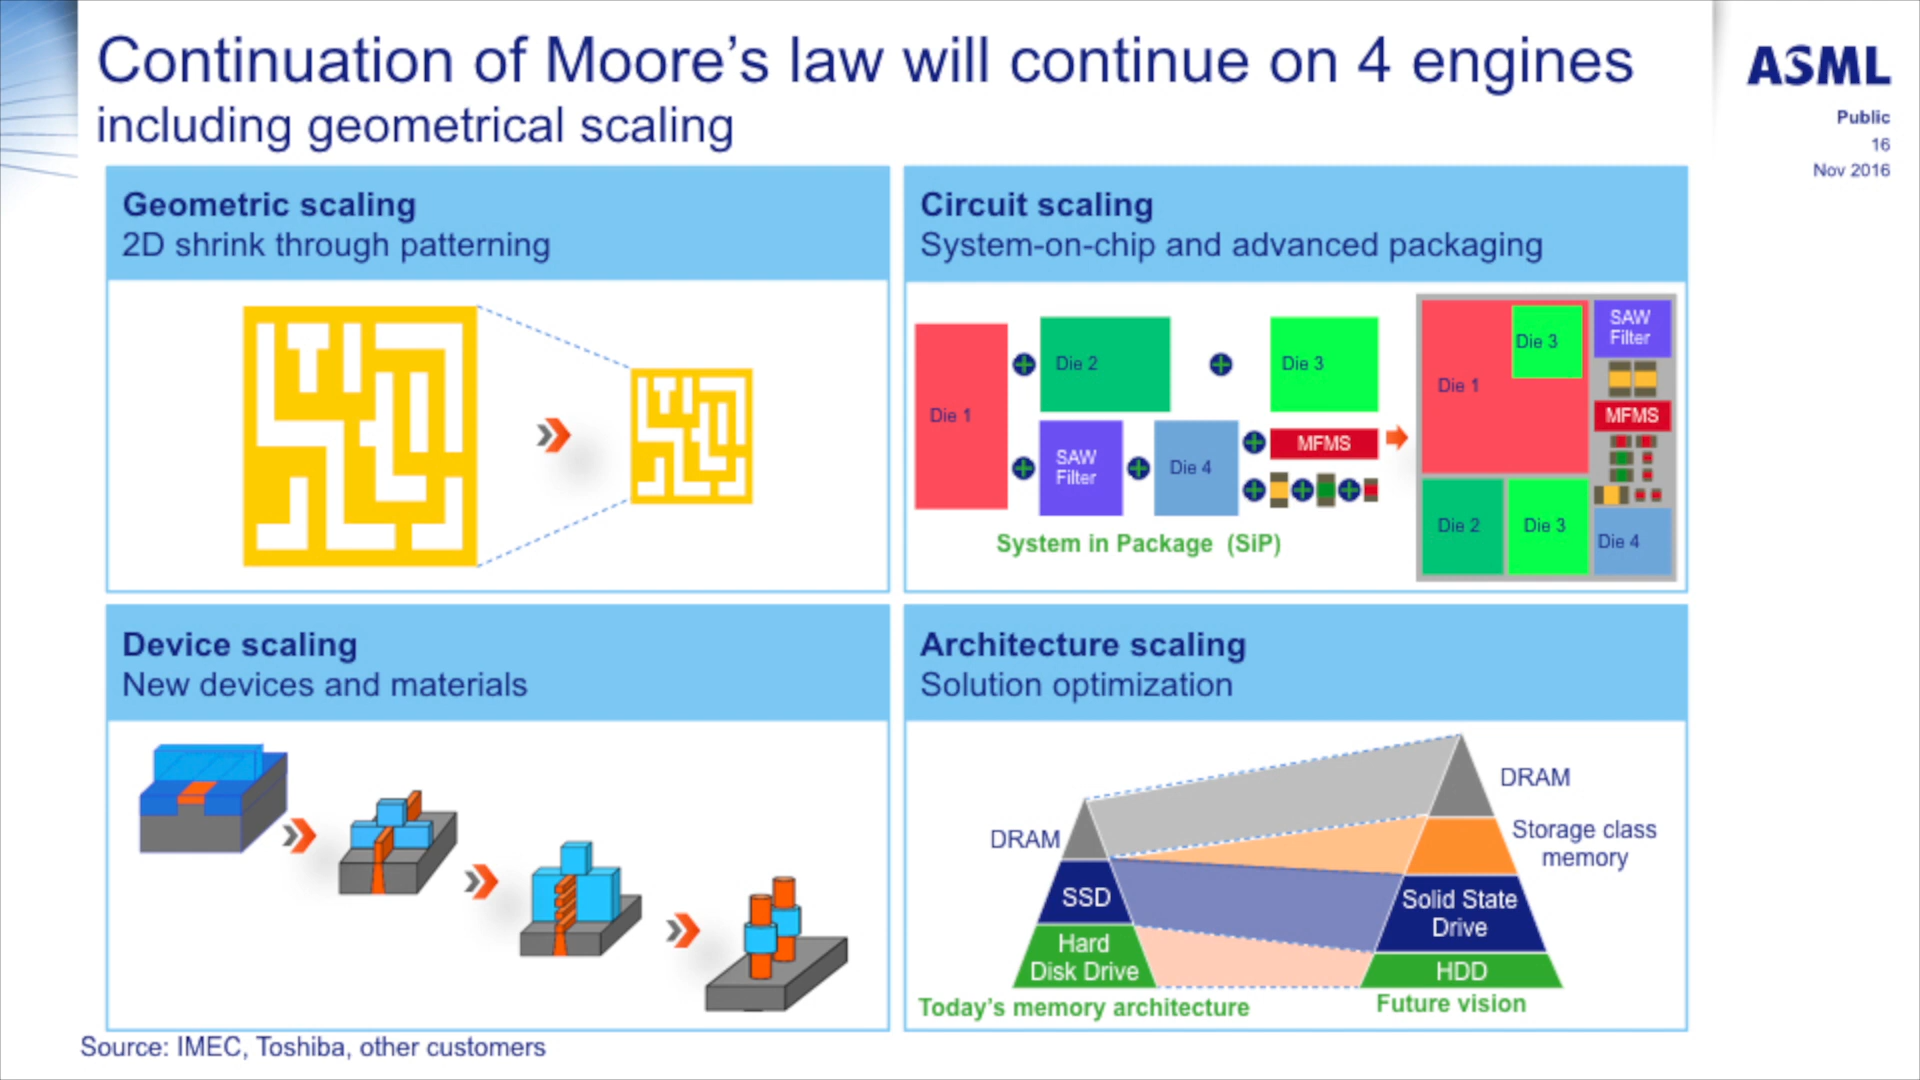 Continuation of Moore's law will continue on 4 engines
including geometrical scaling
ASML
Public
16
Nov 2016
Geometric scaling
2D shrink through patterning
Circuit scaling
System-on-chip and advanced packaging
Die 1
Die 2
Die 3
SAW
Filter
Die 4
MFMS
System in Package (SiP)
Die 1
Die 3
SAW
Filter
MFMS
Die 2
Die 3
Die 4
Device scaling
New devices and materials
Architecture scaling
Solution optimization
DRAM
SSD
Hard
Disk Drive
Today's memory architecture
DRAM
Storage class
memory
Solid State
Drive
HDD
Future vision
Source: IMEC, Toshiba, other customers